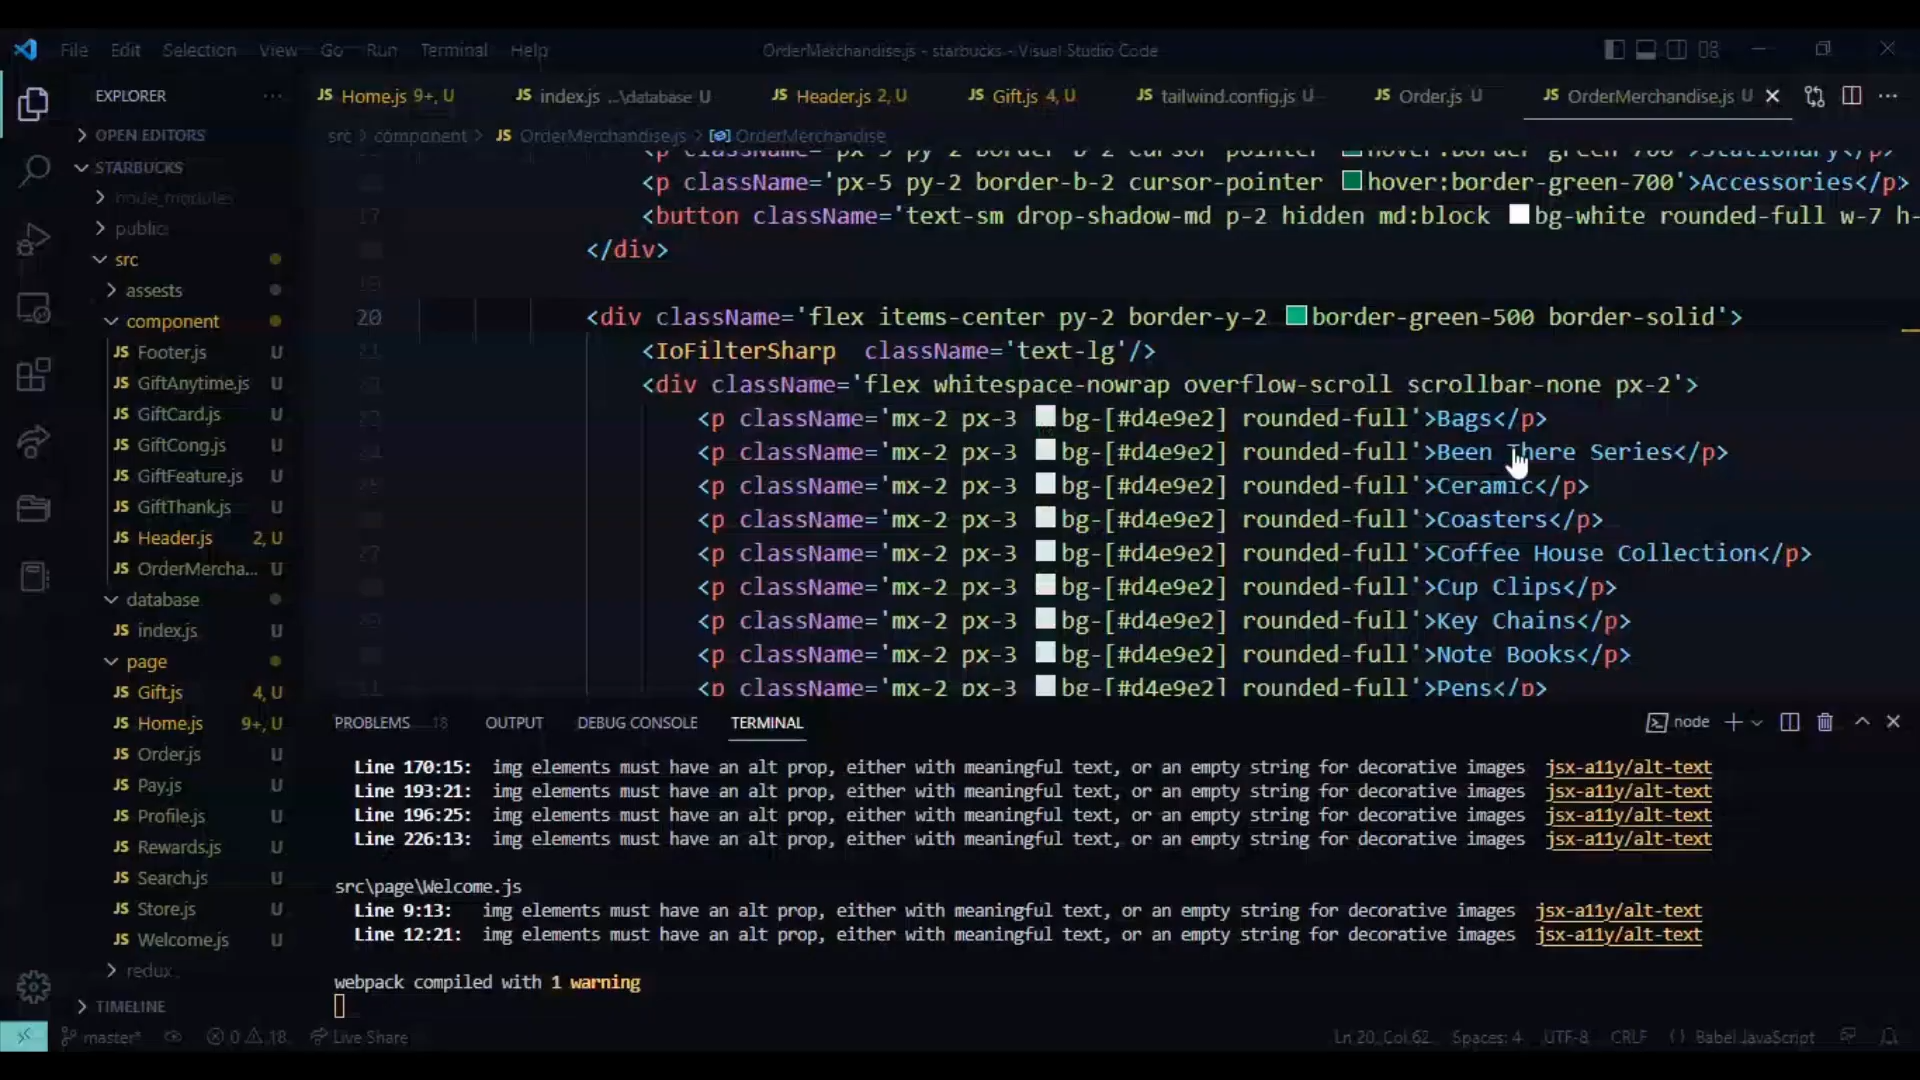 File Edit Selection View Go Run Terminal Help OrderMerchandise.js - starbucks - Visual Studio Code
EXPLORER
OPEN EDITORS
STARBUCKS
node_modules
public
src
assests
component
Footer.js U
GiftAnytime.js U
GiftCard.js U
GiftCong.js U
GiftFeature.js U
GiftThank.js U
Header.js 2, U
OrderMercha... U
database
index.js U
page
Gift.js 4, U
Home.js 9+, U
Order.js U
Pay.js U
Profile.js U
Rewards.js U
Search.js U
Store.js U
Welcome.js U
redux
TIMELINE
JS Home.js 9+, U JS index.js ...\database U JS Header.js 2, U JS Gift.js 4, U JS tailwind.config.js U JS Order.js U JS OrderMerchandise.js U
src > component > JS OrderMerchandise.js > OrderMerchandise
<p className='px-5 py-2 border-b-2 cursor-pointer hover:border-green-700'>Stationary</p>
<p className='px-5 py-2 border-b-2 cursor-pointer hover:border-green-700'>Accessories</p>
17 <button className='text-sm drop-shadow-md p-2 hidden md:block bg-white rounded-full w-7 h-
</div>
19
20 <div className='flex items-center py-2 border-y-2 border-green-500 border-solid'>
21 <IoFilterSharp className='text-lg'/>
<div className='flex whitespace-nowrap overflow-scroll scrollbar-none px-2'>
<p className='mx-2 px-3 bg-[#d4e9e2] rounded-full'>Bags</p>
<p className='mx-2 px-3 bg-[#d4e9e2] rounded-full'>Been There Series</p>
<p className='mx-2 px-3 bg-[#d4e9e2] rounded-full'>Ceramic</p>
<p className='mx-2 px-3 bg-[#d4e9e2] rounded-full'>Coasters</p>
27 <p className='mx-2 px-3 bg-[#d4e9e2] rounded-full'>Coffee House Collection</p>
<p className='mx-2 px-3 bg-[#d4e9e2] rounded-full'>Cup Clips</p>
<p className='mx-2 px-3 bg-[#d4e9e2] rounded-full'>Key Chains</p>
<p className='mx-2 px-3 bg-[#d4e9e2] rounded-full'>Note Books</p>
<p className='mx-2 px-3 bg-[#d4e9e2] rounded-full'>Pens</p>
PROBLEMS 18 OUTPUT DEBUG CONSOLE TERMINAL node
Line 170:15: img elements must have an alt prop, either with meaningful text, or an empty string for decorative images jsx-a11y/alt-text
Line 193:21: img elements must have an alt prop, either with meaningful text, or an empty string for decorative images jsx-a11y/alt-text
Line 196:25: img elements must have an alt prop, either with meaningful text, or an empty string for decorative images jsx-a11y/alt-text
Line 226:13: img elements must have an alt prop, either with meaningful text, or an empty string for decorative images jsx-a11y/alt-text
src\page\Welcome.js
Line 9:13: img elements must have an alt prop, either with meaningful text, or an empty string for decorative images jsx-a11y/alt-text
Line 12:21: img elements must have an alt prop, either with meaningful text, or an empty string for decorative images jsx-a11y/alt-text
webpack compiled with 1 warning
master* 0 18 Live Share Ln 20, Col 62 Spaces: 4 UTF-8 CRLF Babel JavaScript